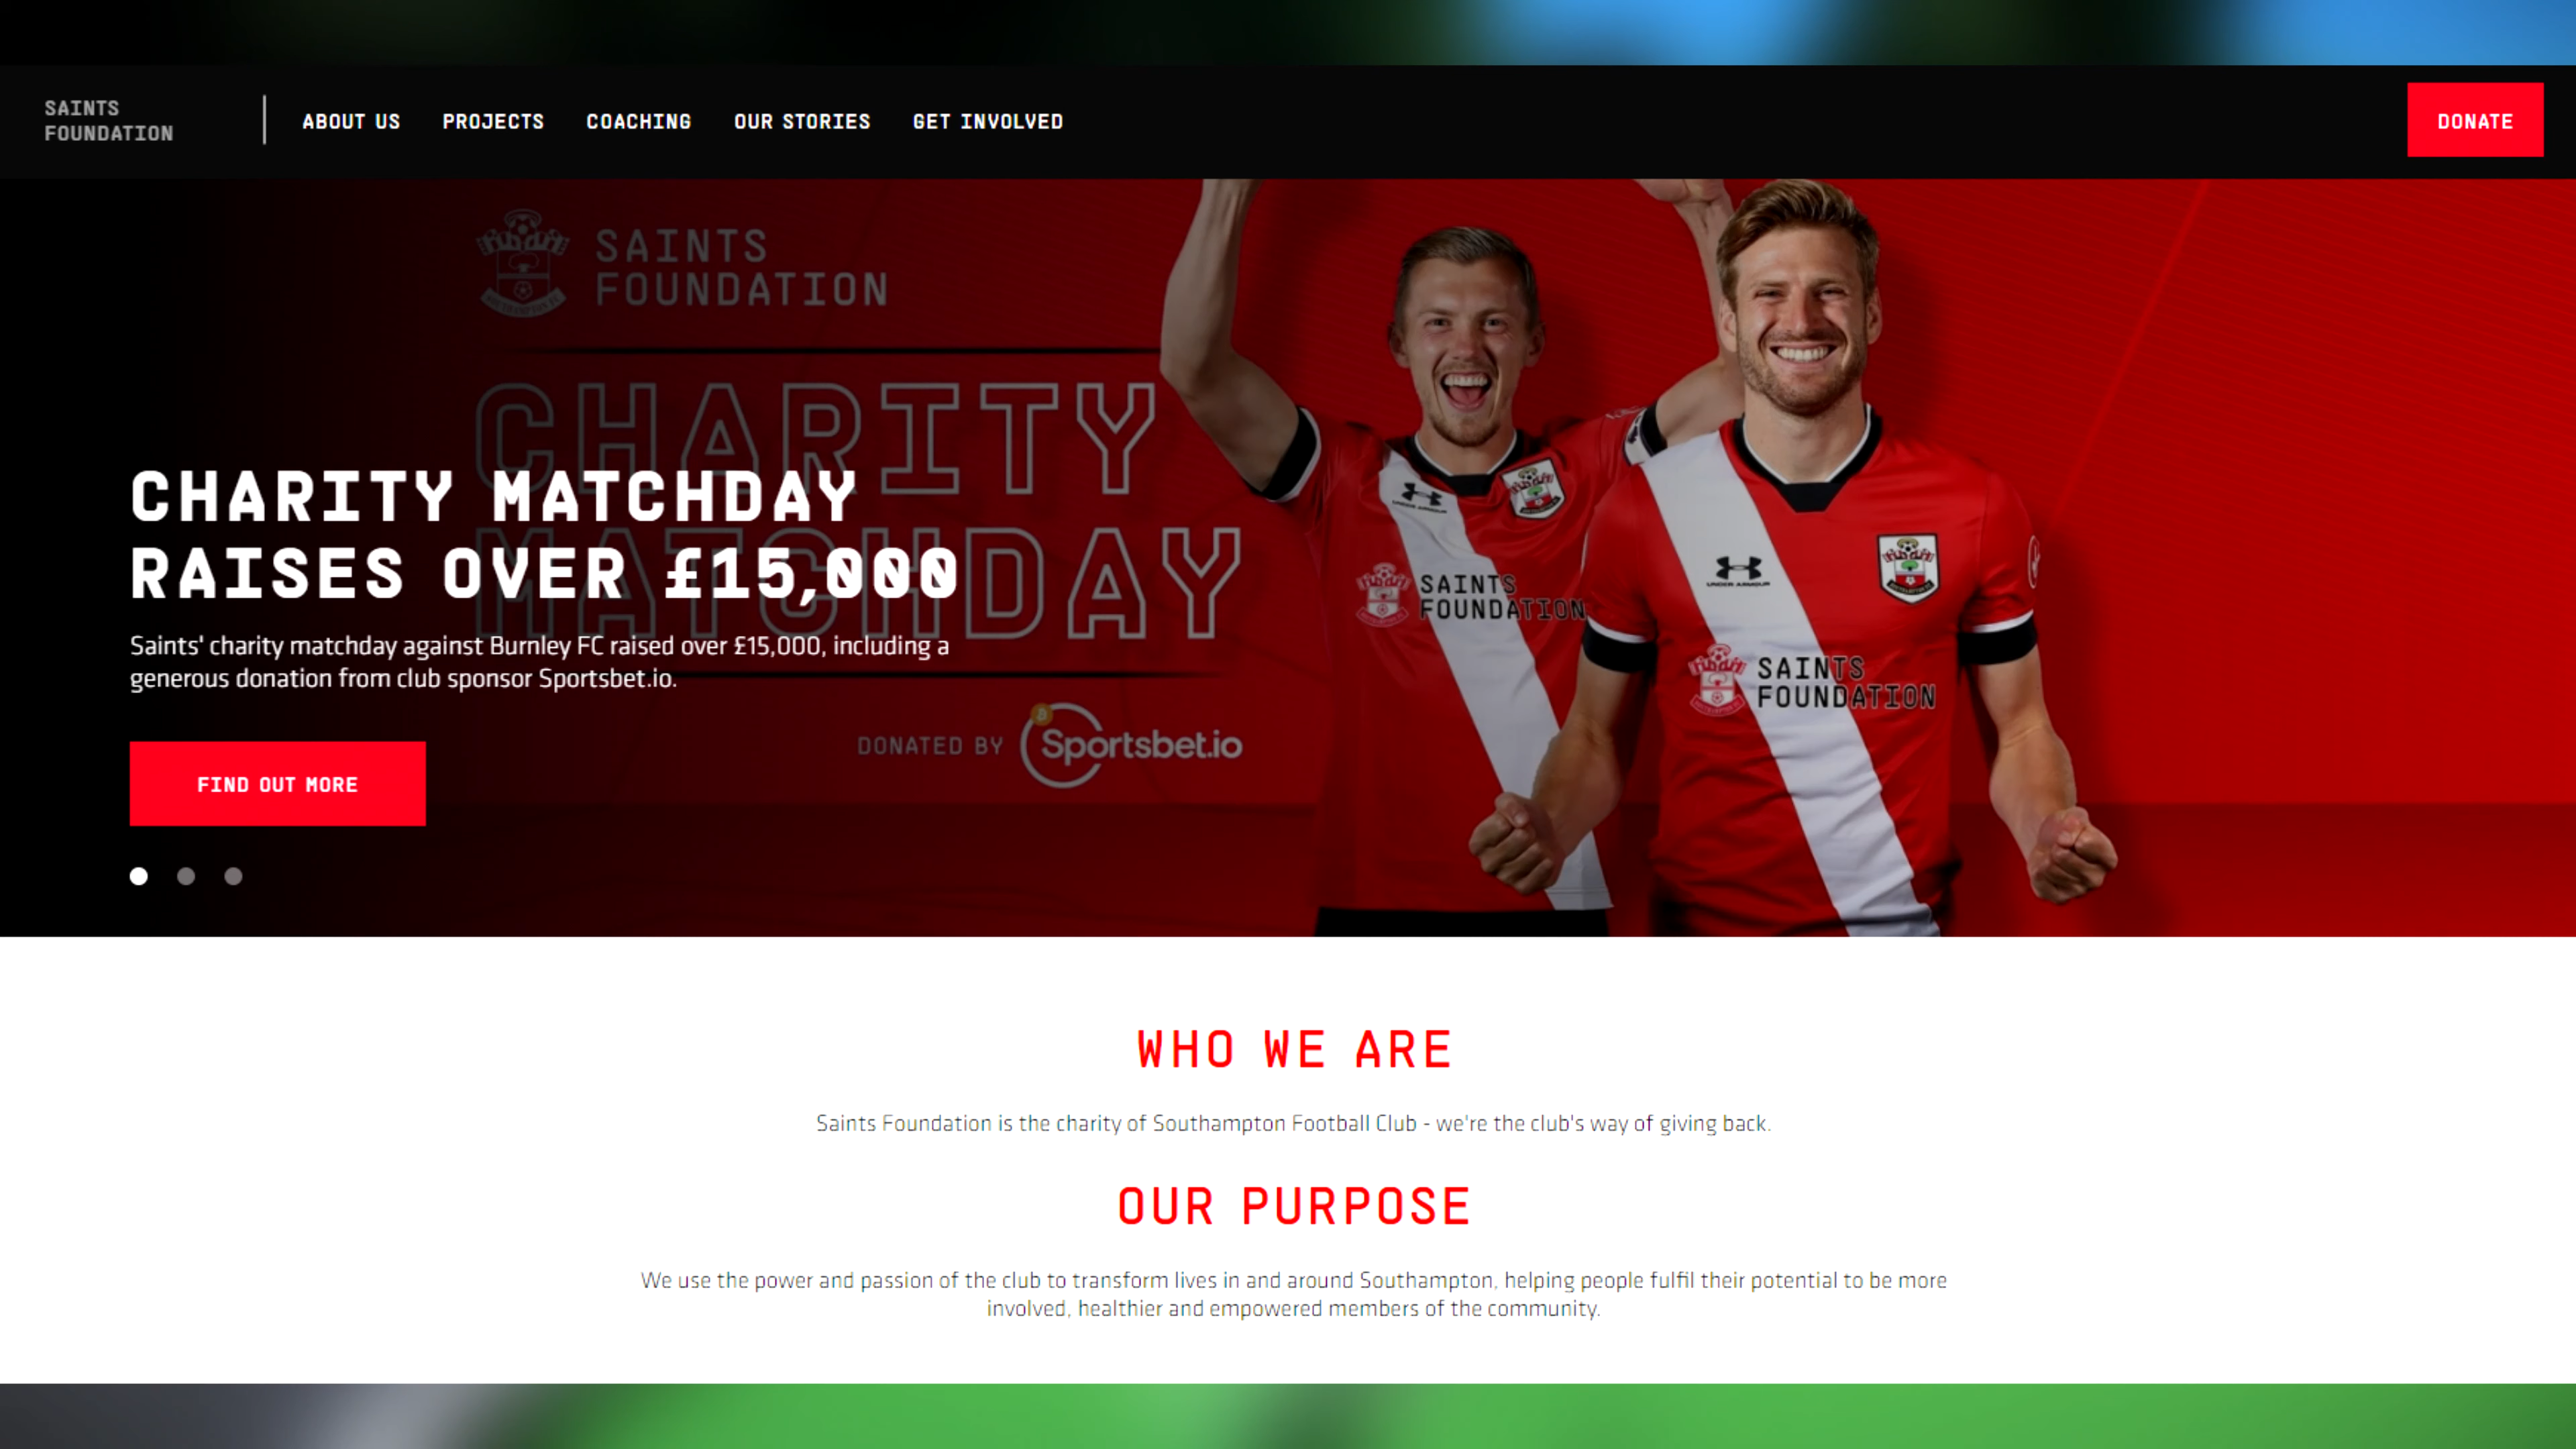 SAINTS
FOUNDATION
ABOUT US
PROJECTS
COACHING
OUR STORIES
GET INVOLVED
DONATE
SAINTS
FOUNDATION
CHARITY
MATCHDAY
CHARITY MATCHDAY
RAISES OVER £15,000
Saints' charity matchday against Burnley FC raised over £15,000, including a
generous donation from club sponsor Sportsbet.io.
DONATED BY
Sportsbet.io
FIND OUT MORE
UNDER ARMOUR
SAINTS
FOUNDATION
UNDER ARMOUR
SAINTS
FOUNDATION
WHO WE ARE
Saints Foundation is the charity of Southampton Football Club - we're the club's way of giving back.
OUR PURPOSE
We use the power and passion of the club to transform lives in and around Southampton, helping people fulfil their potential to be more
involved, healthier and empowered members of the community.